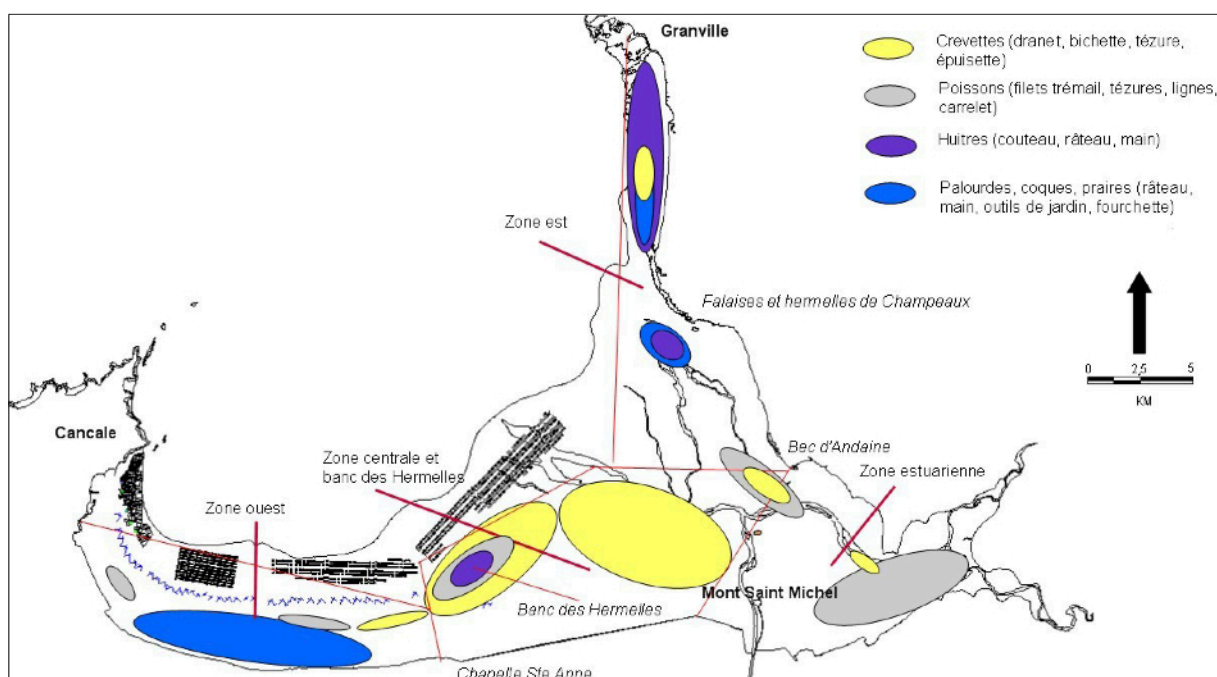 Granville
Crevettes (dranet, bichette, tézure,
épuisette)
Poissons (filets trémail, tézures, lignes,
carrelet)
Huitres (couteau, râteau, main)
Palourdes, coques, praires (râteau,
main, outils de jardin, fourchette)
Zone est
Falaises et hermelles de Champeaux
0 2,5 5
KM
Cancale
Zone centrale et
banc des Hermelles
Bec d'Andaine
Zone estuarienne
Zone ouest
Mont Saint Michel
Banc des Hermelles
Chapelle Ste Anne